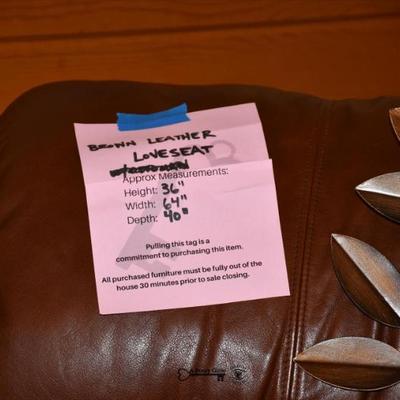 BROWN LEATHER
LOVESEAT
Approx Measurements:
Height: 36"
Width: 64"
Depth: 40"
Pulling this tag is a
commitment to purchasing this item.
All purchased furniture must be fully out of the
house 30 minutes prior to sale closing.